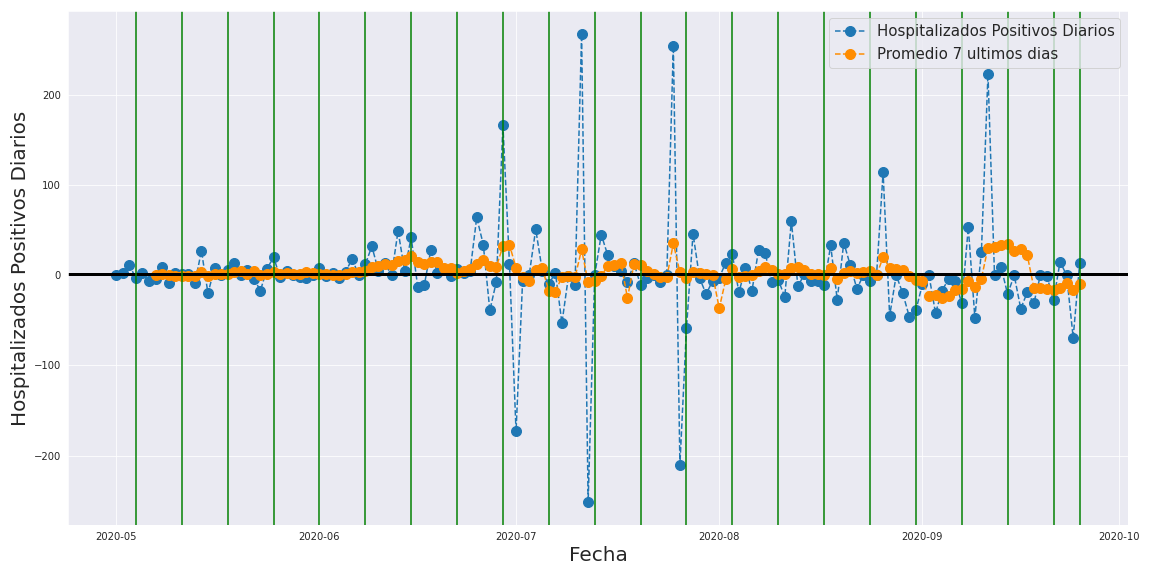 Hospitalizados Positivos Diarios
Promedio 7 ultimos dias
Hospitalizados Positivos Diarios
200
100
0
−100
−200
2020-05
2020-06
2020-07
2020-08
2020-09
2020-10
Fecha